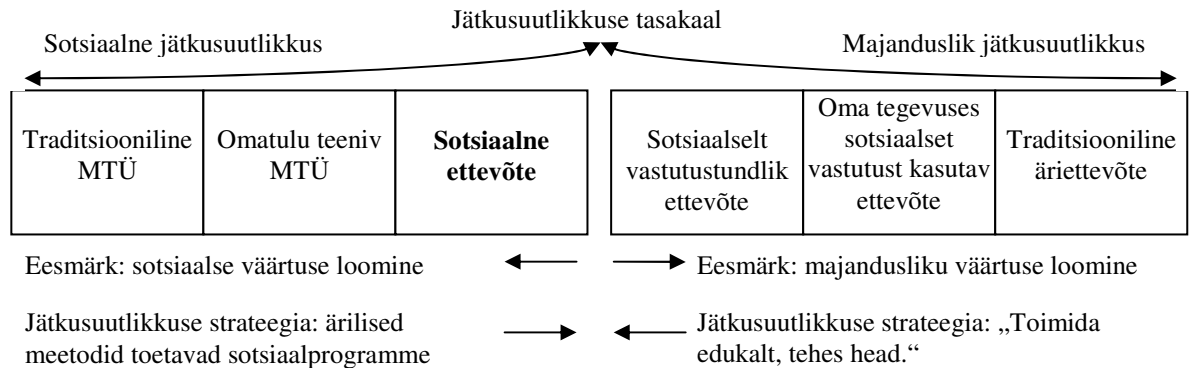 Jätkusuutlikkuse tasakaal
Sotsiaalne jätkusuutlikkus
Majanduslik jätkusuutlikkus
Traditsiooniline
MTÜ
Omatulu teeniv
MTÜ
Sotsiaalne
ettevõte
Sotsiaalselt
vastutustundlik
ettevõte
Oma tegevuses
sotsiaalset
vastutust kasutav
ettevõte
Traditsiooniline
äriettevõte
Eesmärk: sotsiaalse väärtuse loomine
Eesmärk: majandusliku väärtuse loomine
Jätkusuutlikkuse strateegia: ärilised
meetodid toetavad sotsiaalprogramme
Jätkusuutlikkuse strateegia: „Toimida
edukalt, tehes head.“